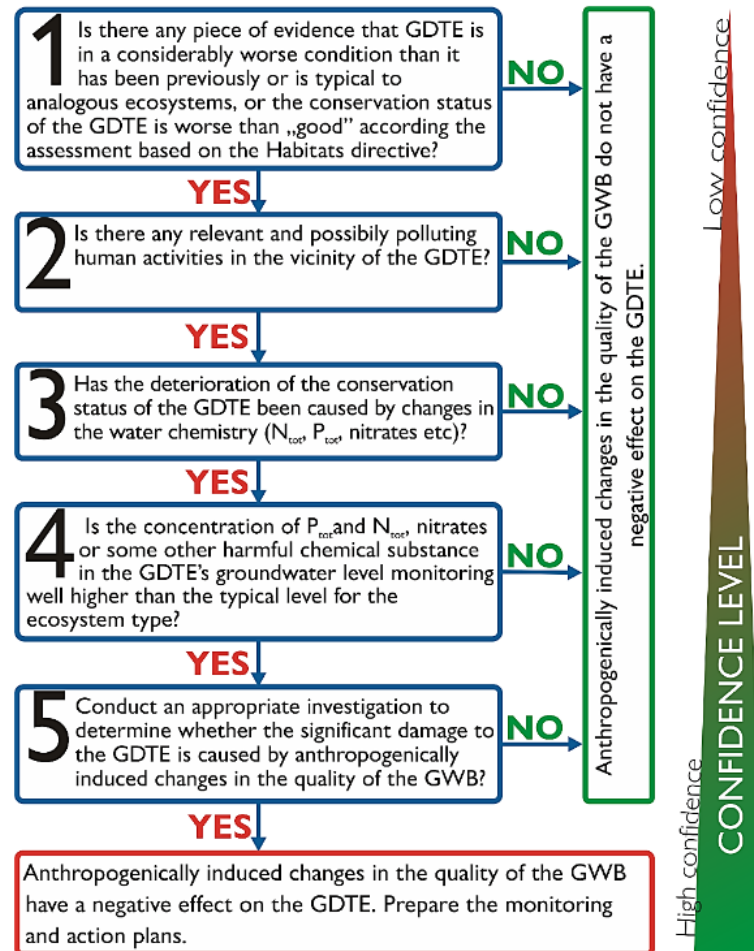 1 Is there any piece of evidence that GDTE is
in a considerably worse condition than it
has been previously or is typical to
analogous ecosystems, or the conservation status
of the GDTE is worse than „good” according the
assessment based on the Habitats directive?
NO
YES
2 Is there any relevant and possibily polluting
human activities in the vicinity of the GDTE?
NO
YES
3 Has the deterioration of the conservation
status of the GDTE been caused by changes in
the water chemistry (Ntot, Ptot, nitrates etc)?
NO
YES
4 Is the concentration of Ptot and Ntot, nitrates
or some other harmful chemical substance
in the GDTE's groundwater level monitoring
well higher than the typical level for the
ecosystem type?
NO
YES
5 Conduct an appropriate investigation to
determine whether the significant damage to
the GDTE is caused by anthropogenically
induced changes in the quality of the GWB?
NO
YES
Anthropogenically induced changes in the quality of the GWB
have a negative effect on the GDTE. Prepare the monitoring
and action plans.
Anthropogenically induced changes in the quality of the GWB do not have a
negative effect on the GDTE.
Low confidence
CONFIDENCE LEVEL
High confidence